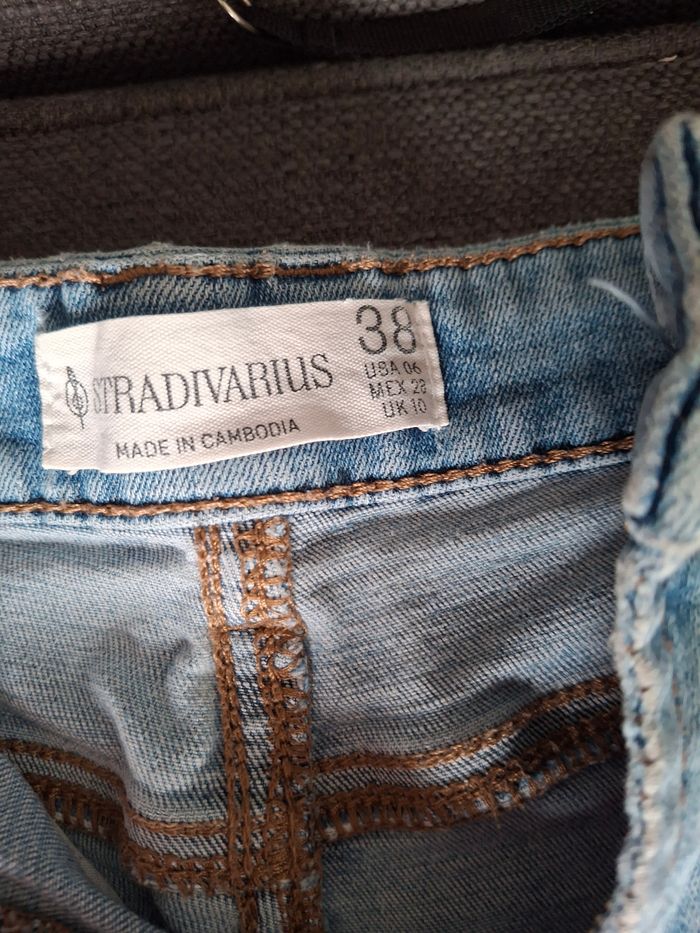 STRADIVARIUS
MADE IN CAMBODIA
38
USA 06
MEX 28
UK 10